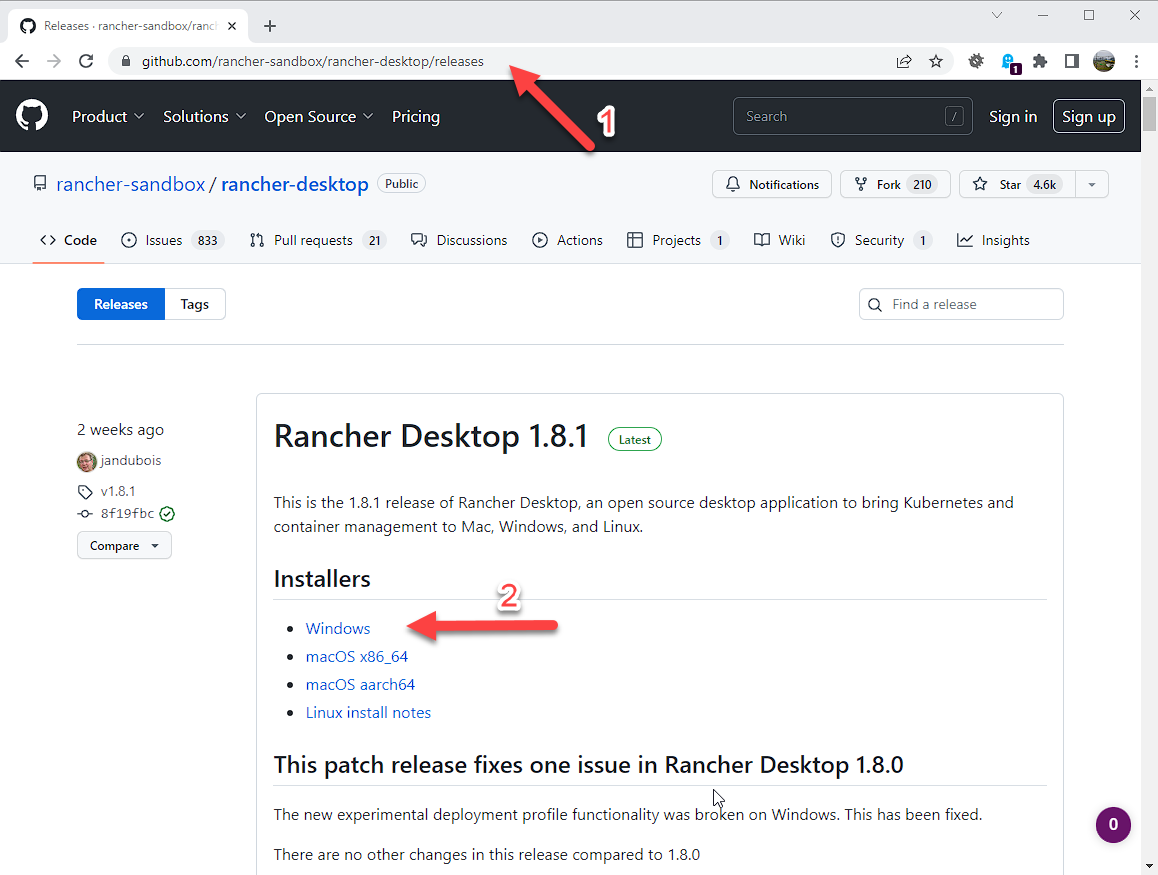 Releases · rancher-sandbox/ranch
github.com/rancher-sandbox/rancher-desktop/releases
1
1
Product Solutions Open Source Pricing Search / Sign in Sign up
rancher-sandbox / rancher-desktop Public Notifications Fork 210 Star 4.6k
Code Issues 833 Pull requests 21 Discussions Actions Projects 1 Wiki Security 1 Insights
Releases Tags Find a release
2 weeks ago
jandubois
v1.8.1
8f19fbc
Compare
Rancher Desktop 1.8.1 Latest
This is the 1.8.1 release of Rancher Desktop, an open source desktop application to bring Kubernetes and
container management to Mac, Windows, and Linux.
Installers
2
Windows
macOS x86_64
macOS aarch64
Linux install notes
This patch release fixes one issue in Rancher Desktop 1.8.0
The new experimental deployment profile functionality was broken on Windows. This has been fixed.
0
There are no other changes in this release compared to 1.8.0